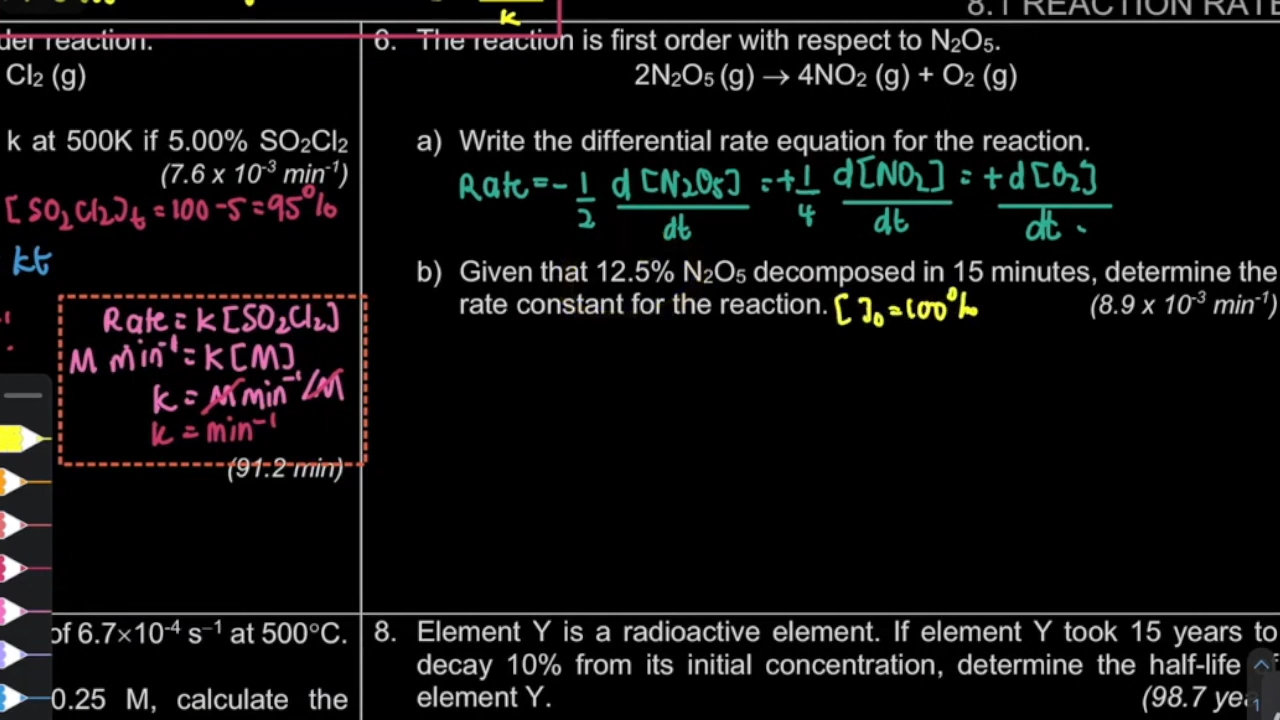 k
8.1 REACTION RATE
der reaction.
Cl2 (g)
k at 500K if 5.00% SO2Cl2
(7.6 x 10-3 min-1)
[SO2Cl2]t = 100 - 5 = 95%
kt
Rate = k[SO2Cl2]
M min-1 = k[M]
k = M min-1/M
k = min-1
(91.2 min)
of 6.7×10-4 s-1 at 500°C.
0.25 M, calculate the
6. The reaction is first order with respect to N2O5.
2N2O5 (g) → 4NO2 (g) + O2 (g)
a) Write the differential rate equation for the reaction.
Rate = - 1/2 d[N2O5]/dt = + 1/4 d[NO2]/dt = + d[O2]/dt .
b) Given that 12.5% N2O5 decomposed in 15 minutes, determine the
rate constant for the reaction. [ ]0 = 100% (8.9 x 10-3 min-1)
8. Element Y is a radioactive element. If element Y took 15 years to
decay 10% from its initial concentration, determine the half-life
element Y. (98.7 ye
1